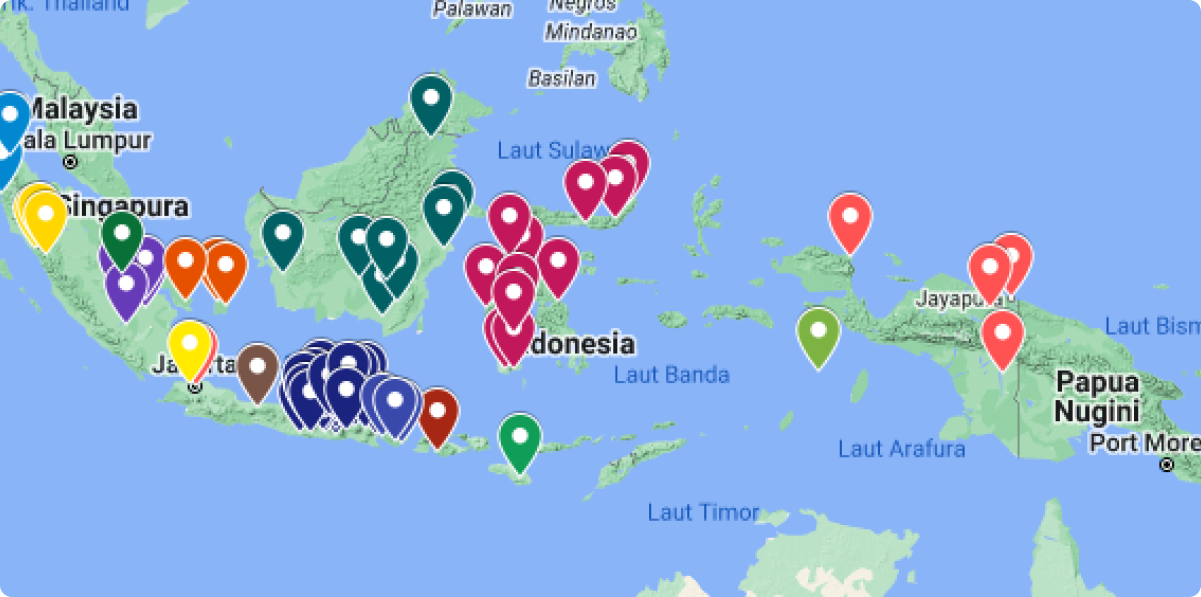 Thailand
Palawan
Negros
Mindanao
Basilan
Malaysia
ala Lumpur
Laut Sulaw
Singapura
Jayapura
Laut Bism
Ja rta
donesia
Laut Banda
Papua
Nugini
Port More
Laut Arafura
Laut Timor